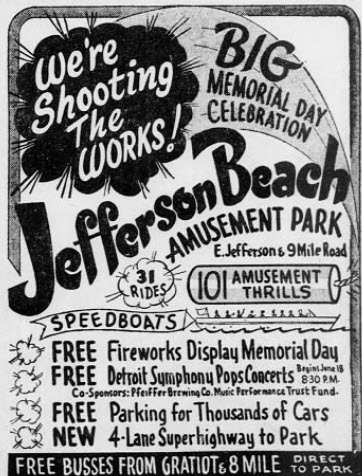 We're
Shooting
The
WORKS!
BIG
MEMORIAL DAY
CELEBRATION
Jefferson Beach
AMUSEMENT PARK
E. Jefferson & 9 Mile Road
31
RIDES
101 AMUSEMENT
THRILLS
SPEEDBOATS
FREE Fireworks Display Memorial Day
FREE Detroit Symphony Pops Concerts Begins June 18
8:30 P.M.
Co-Sponsors: Pfeiffer Brewing Co. Music Performance Trust Fund.
FREE Parking for Thousands of Cars
NEW 4-Lane Superhighway to Park
FREE BUSSES FROM GRATIOT & 8 MILE DIRECT
TO PARK